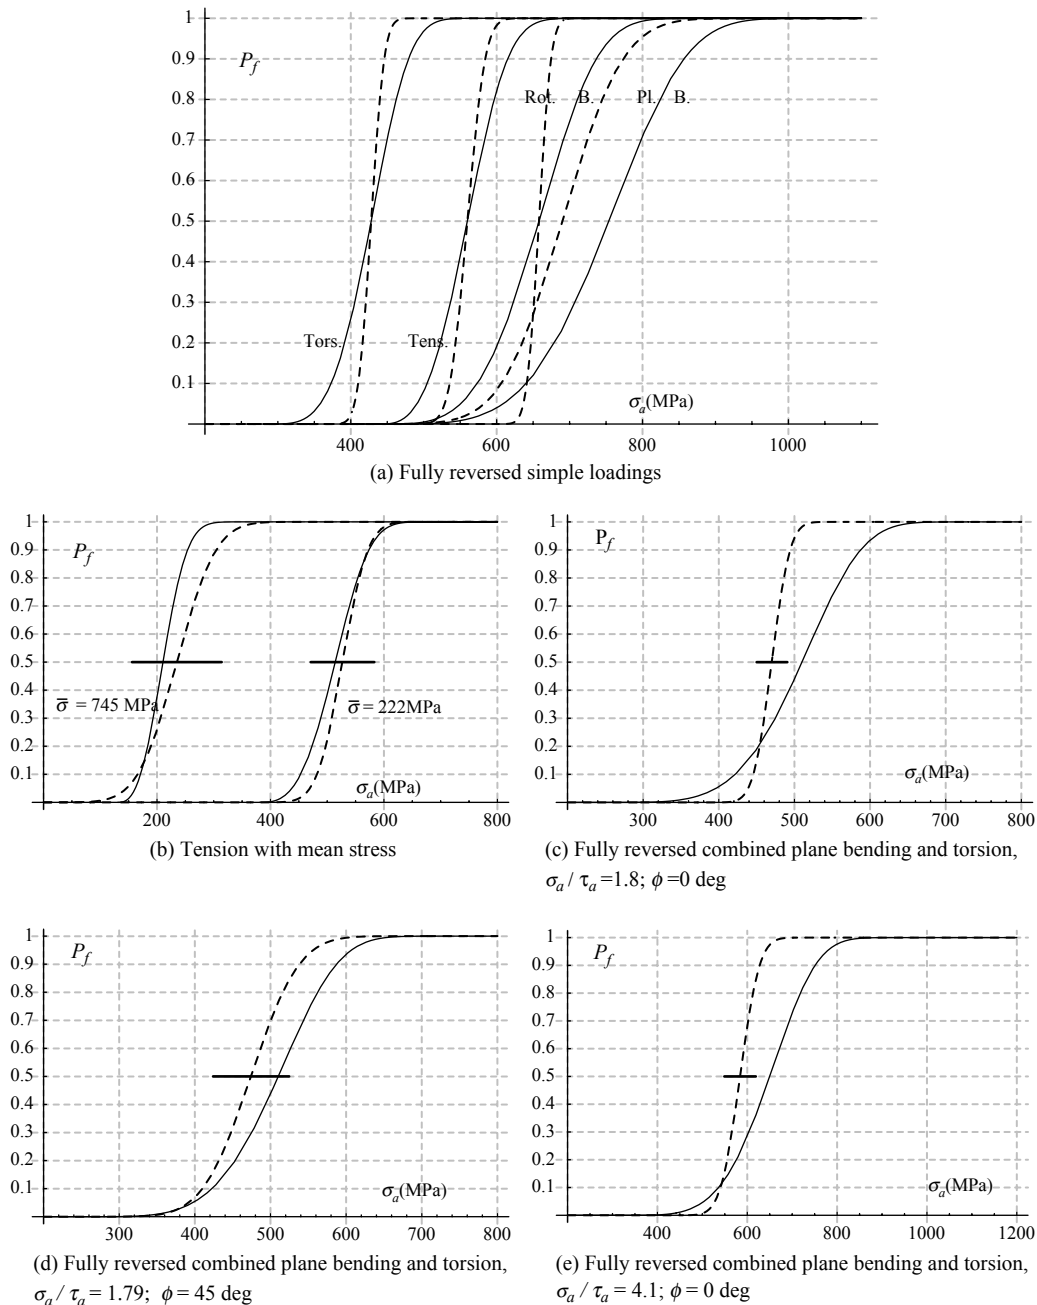 1
0.9
P_f
0.8
Rot. B. Pl. B.
0.7
0.6
0.5
0.4
0.3
0.2
Tors. Tens.
0.1
σ_a(MPa)
400 600 800 1000
(a) Fully reversed simple loadings
1
0.9
P_f
0.8
0.7
0.6
0.5
0.4
σ̅ = 745 MPa
σ̅ = 222MPa
0.3
0.2
0.1
σ_a(MPa)
200 400 600 800
(b) Tension with mean stress
1
0.9
P_f
0.8
0.7
0.6
0.5
0.4
0.3
0.2
0.1
σ_a(MPa)
200 300 400 500 600 700 800
(c) Fully reversed combined plane bending and torsion,
σ_a / τ_a =1.8; ϕ=0 deg
1
0.9
P_f
0.8
0.7
0.6
0.5
0.4
0.3
0.2
0.1
σ_a(MPa)
300 400 500 600 700 800
(d) Fully reversed combined plane bending and torsion,
σ_a / τ_a = 1.79; ϕ = 45 deg
1
0.9
P_f
0.8
0.7
0.6
0.5
0.4
0.3
0.2
0.1
σ_a(MPa)
400 600 800 1000 1200
(e) Fully reversed combined plane bending and torsion,
σ_a / τ_a = 4.1; ϕ = 0 deg